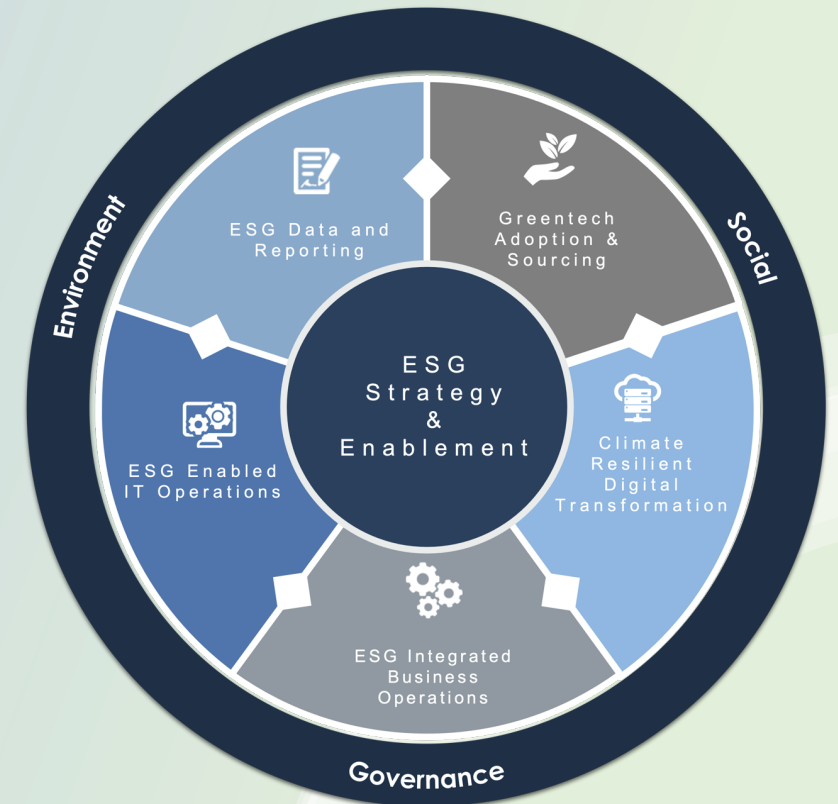 Environment
Social
ESG Data and
Reporting
Greentech
Adoption &
Sourcing
ESG
Strategy
&
Enablement
ESG Enabled
IT Operations
Climate
Resilient
Digital
Transformation
ESG Integrated
Business
Operations
Governance